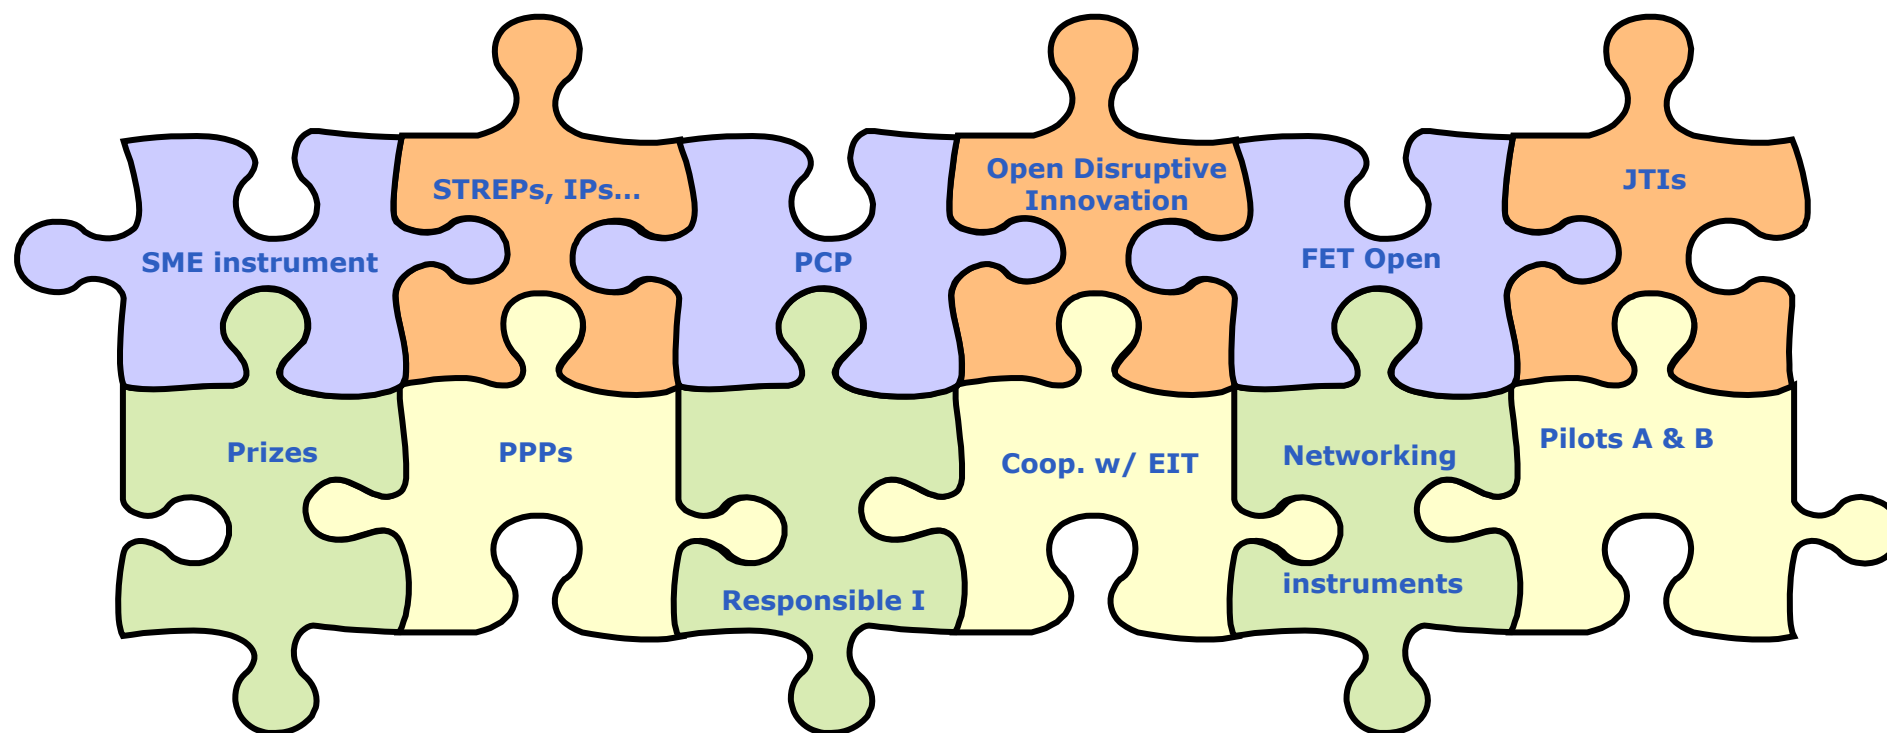 STREPs, IPs...
Open Disruptive
Innovation
JTIs
SME instrument
PCP
FET Open
Prizes
PPPs
Coop. w/ EIT
Networking
Pilots A & B
Responsible I
instruments